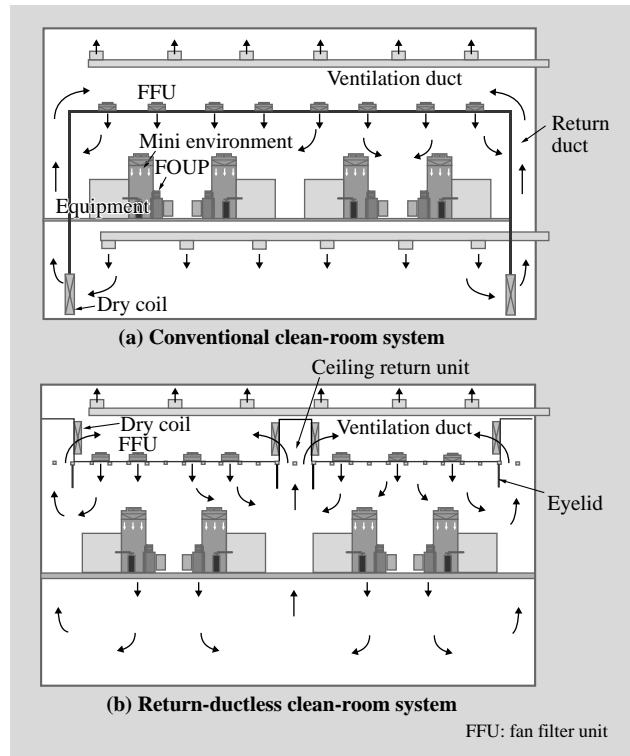 Ventilation duct
FFU
Return
duct
Mini environment
FOUP
Equipment
Dry coil
(a) Conventional clean-room system
Ceiling return unit
Dry coil
FFU
Ventilation duct
Eyelid
(b) Return-ductless clean-room system
FFU: fan filter unit